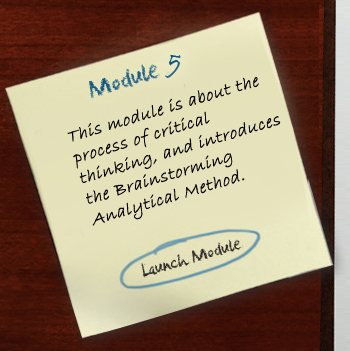 Module 5
This module is about the
process of critical
thinking, and introduces
the Brainstorming
Analytical Method.
Launch Module